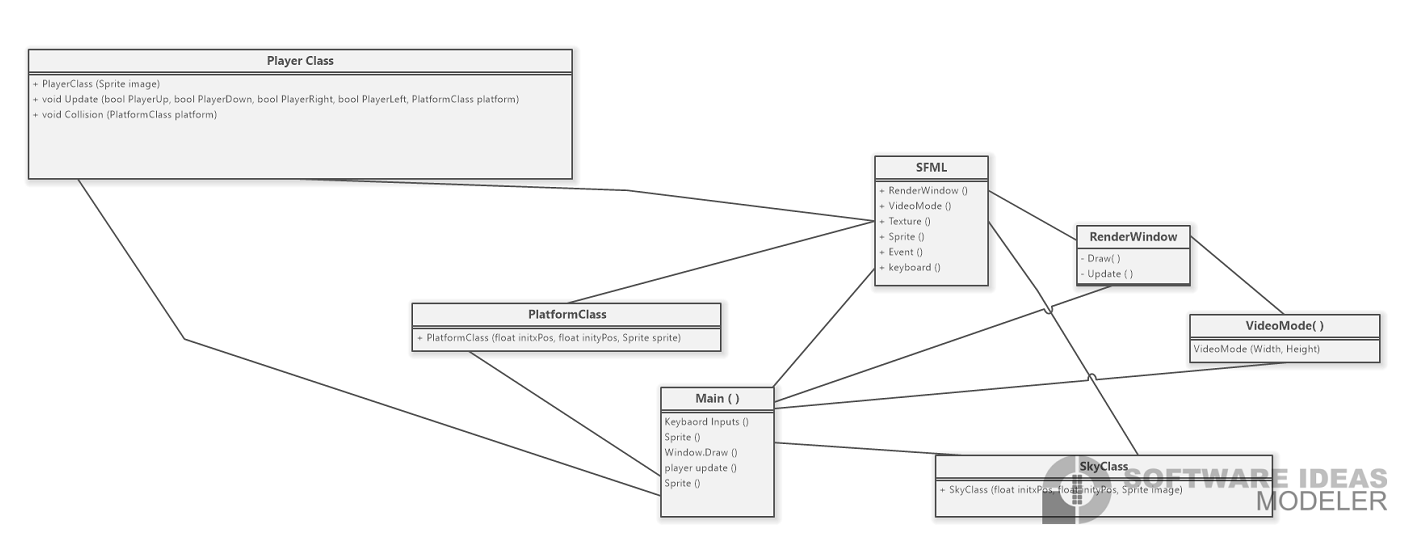 Player Class
+ PlayerClass (Sprite image)
+ void Update (bool PlayerUp, bool PlayerDown, bool PlayerRight, bool PlayerLeft, PlatformClass platform)
+ void Collision (PlatformClass platform)
SFML
+ RenderWindow ()
+ VideoMode ()
+ Texture ()
+ Sprite ()
+ Event ()
+ keyboard ()
RenderWindow
- Draw( )
- Update ( )
PlatformClass
+ PlatformClass (float initxPos, float inityPos, Sprite sprite)
VideoMode( )
VideoMode (Width, Height)
Main ( )
Keybaord Inputs ()
Sprite ()
Window.Draw ()
player update ()
Sprite ()
SkyClass
+ SkyClass (float initxPos, float inityPos, Sprite image)
SOFTWARE IDEAS
MODELER